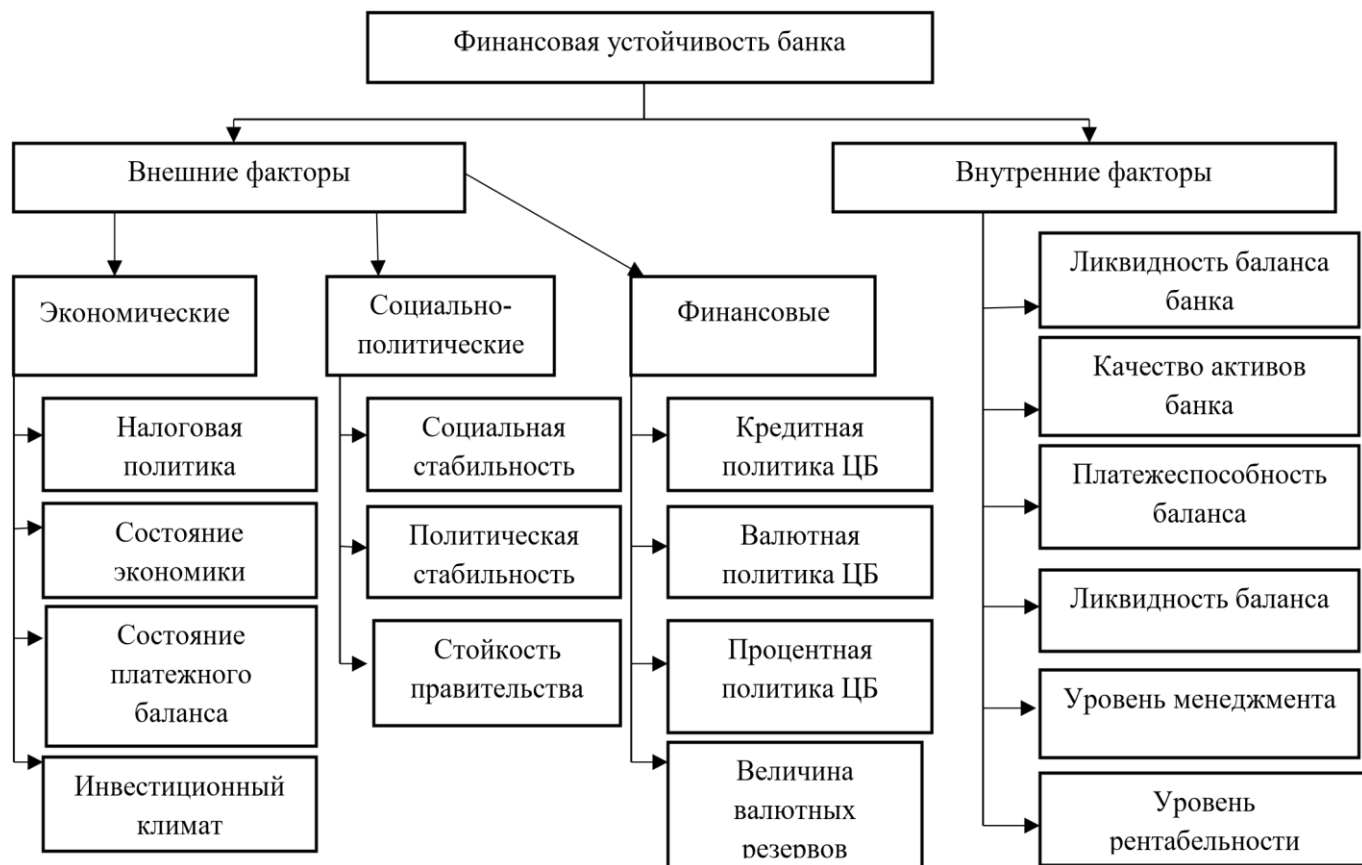 Финансовая устойчивость банка
Внешние факторы
Внутренние факторы
Экономические
Социально-
политические
Финансовые
Налоговая
политика
Состояние
экономики
Состояние
платежного
баланса
Инвестиционный
климат
Социальная
стабильность
Политическая
стабильность
Стойкость
правительства
Кредитная
политика ЦБ
Валютная
политика ЦБ
Процентная
политика ЦБ
Величина
валютных
резервов
Ликвидность баланса
банка
Качество активов
банка
Платежеспособность
баланса
Ликвидность баланса
Уровень менеджмента
Уровень
рентабельности